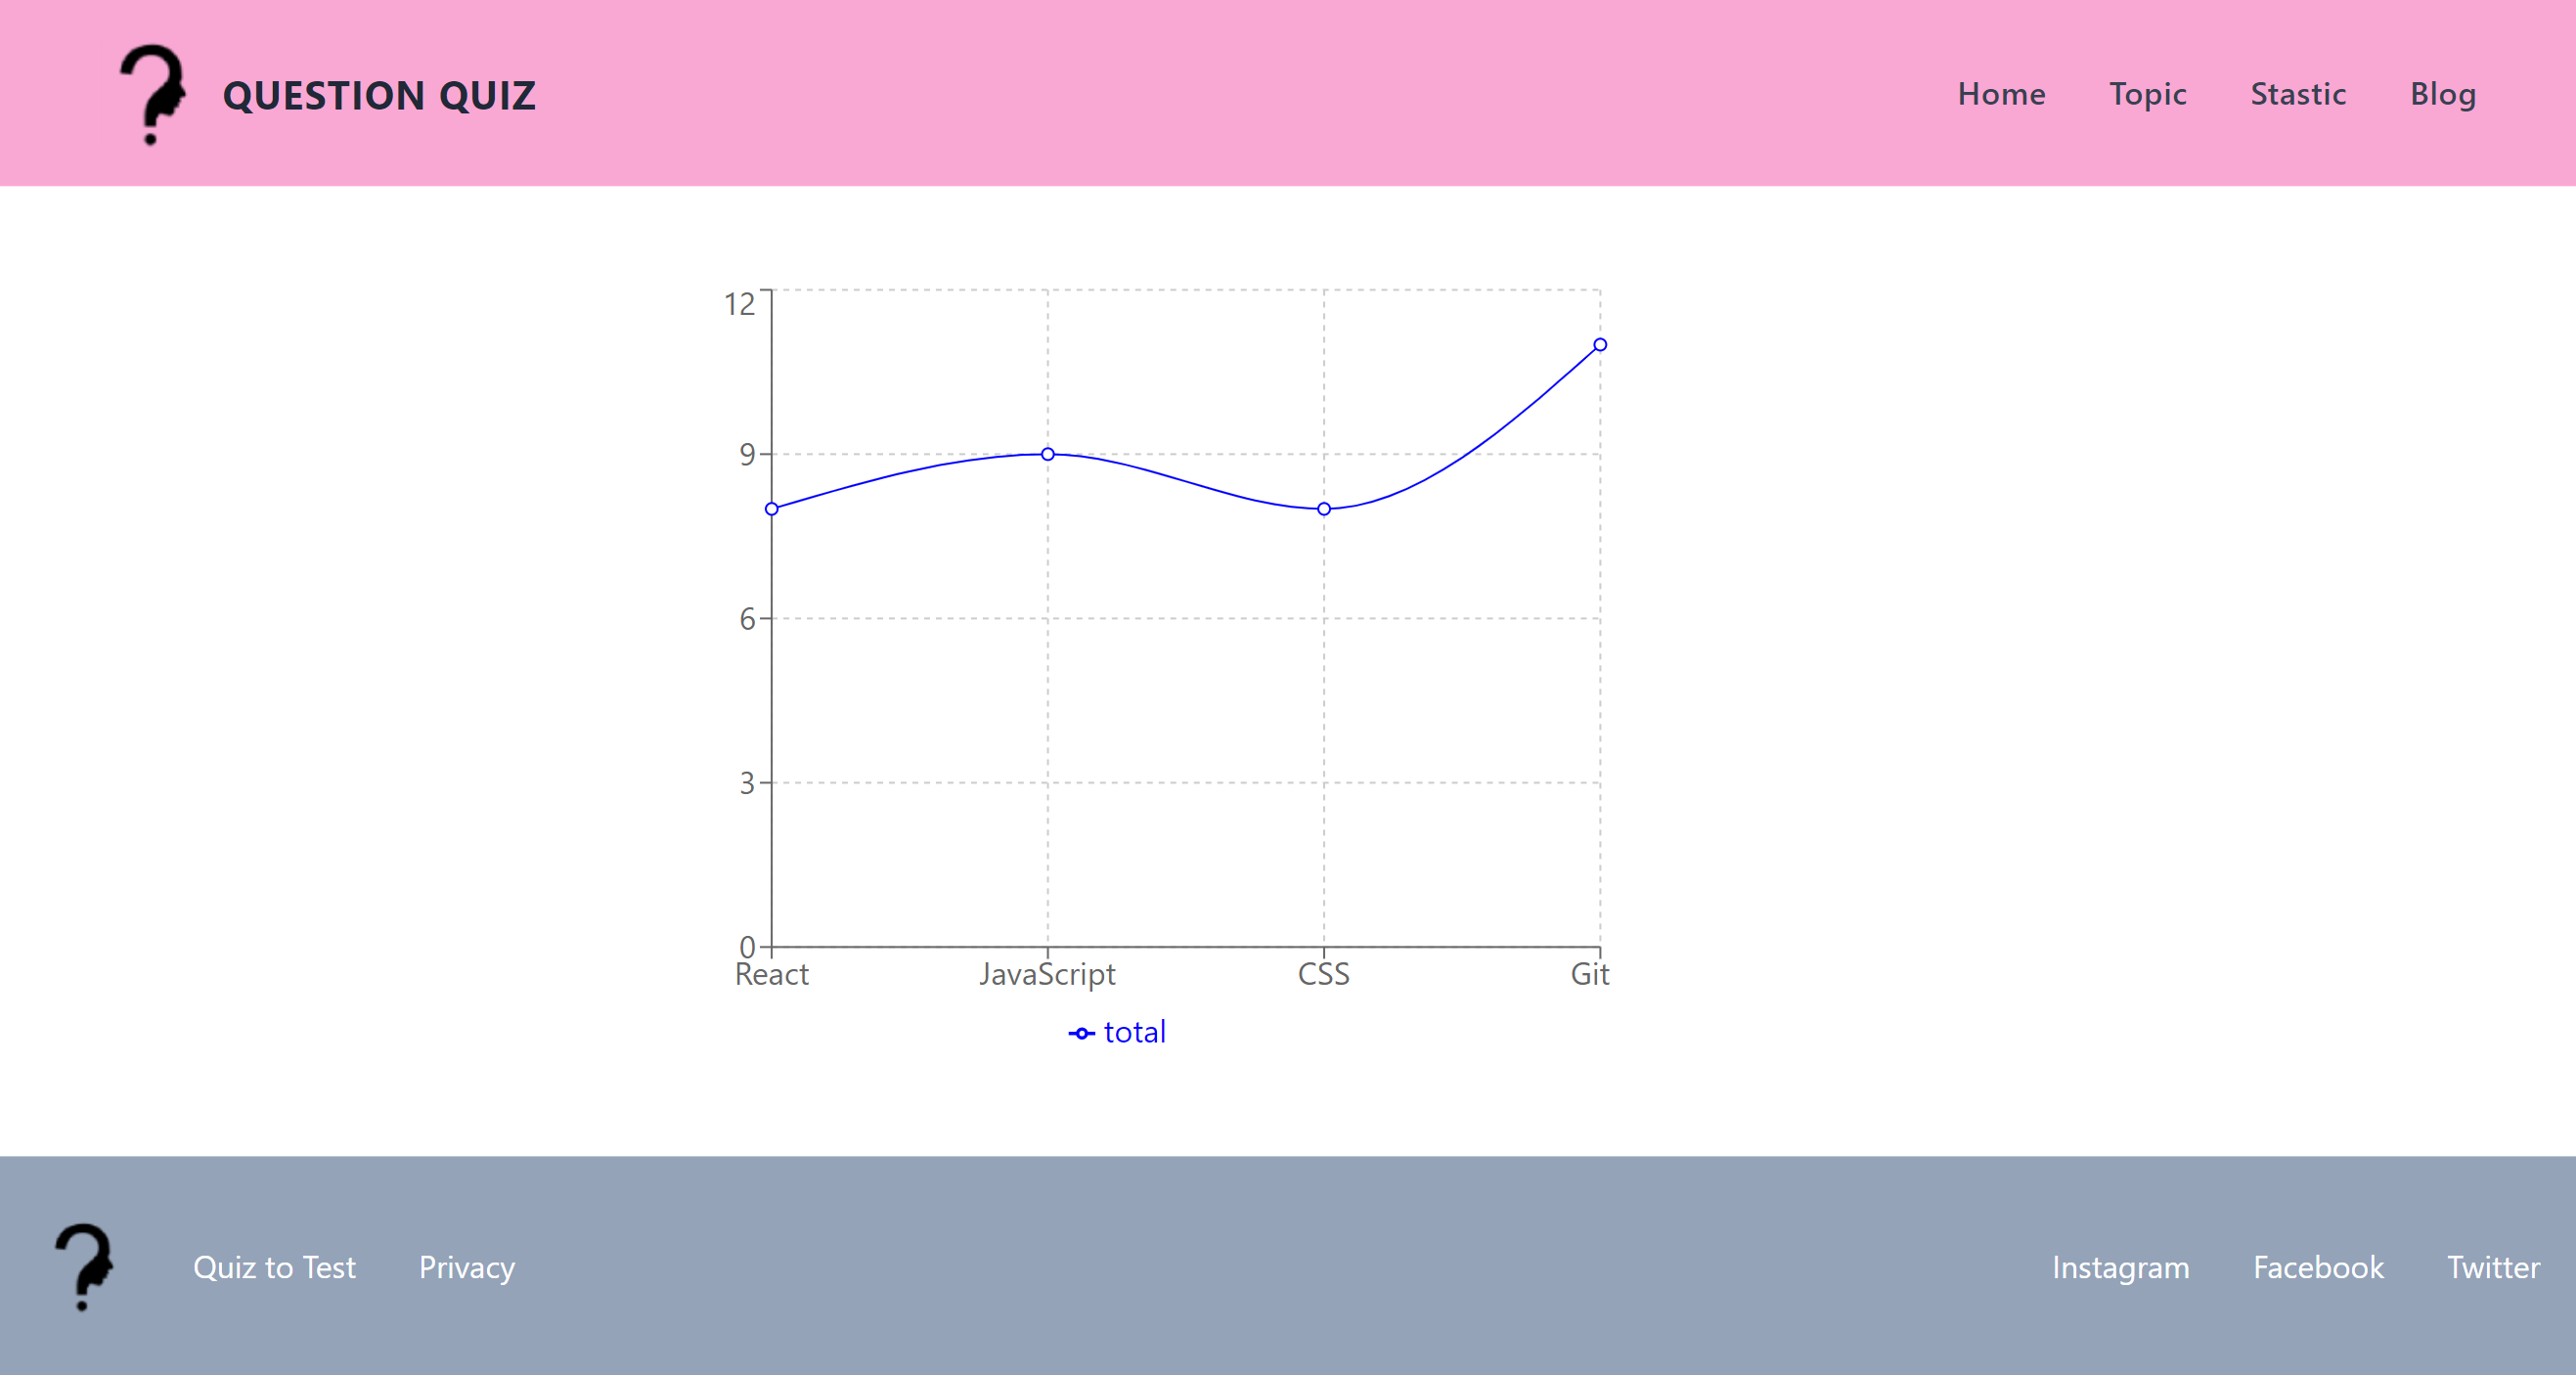 QUESTION QUIZ
Home Topic Stastic Blog
12
9
6
3
0
React JavaScript CSS Git
total
Quiz to Test Privacy Instagram Facebook Twitter